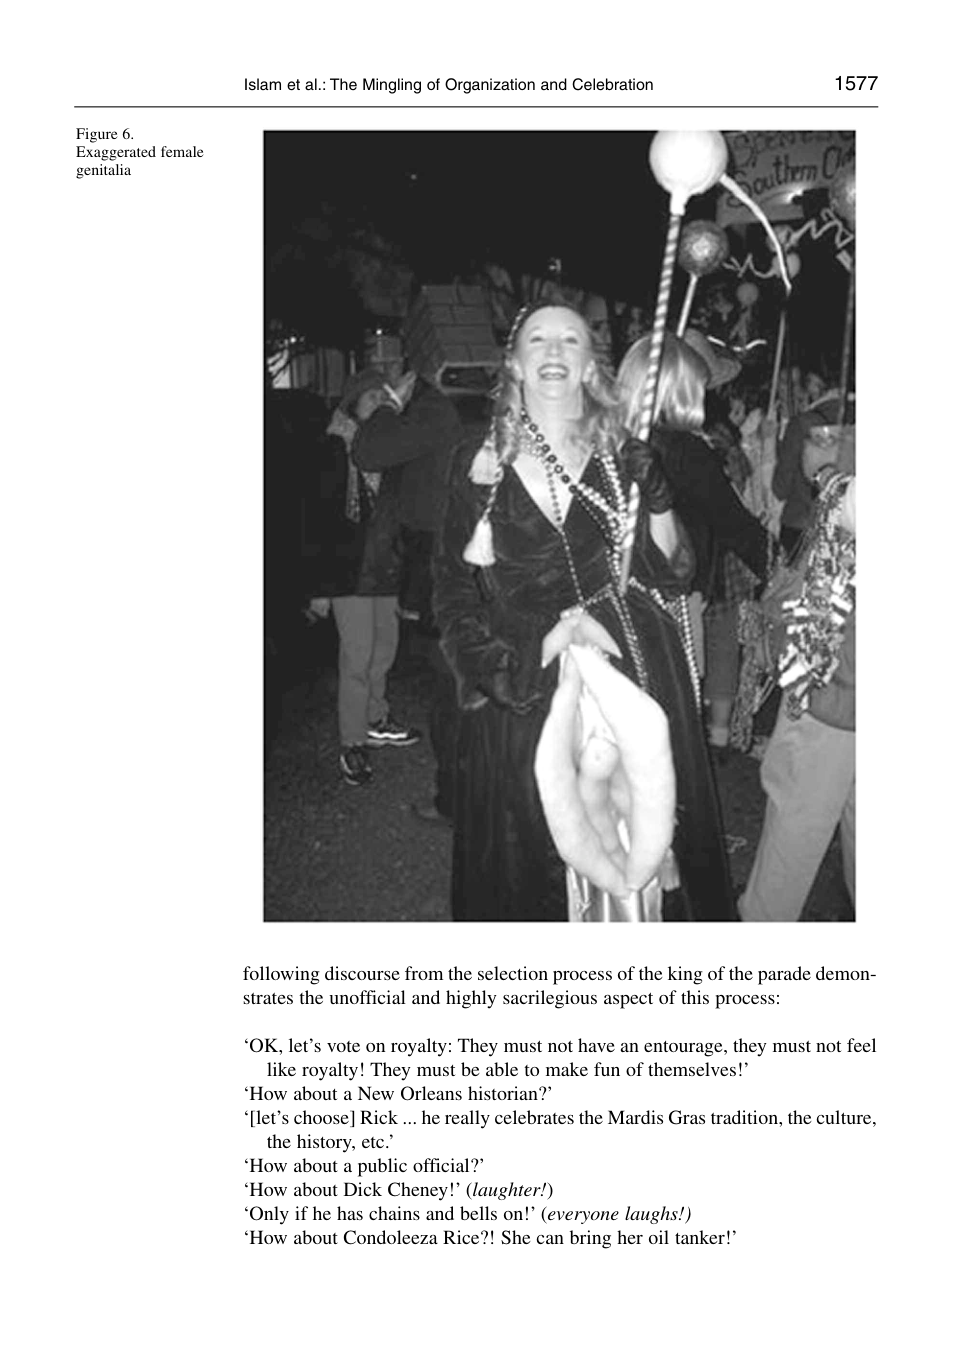 Islam et al.: The Mingling of Organization and Celebration 1577
Figure 6.
Exaggerated female
genitalia
Southern
following discourse from the selection process of the king of the parade demon-
strates the unofficial and highly sacrilegious aspect of this process:
‘OK, let’s vote on royalty: They must not have an entourage, they must not feel
like royalty! They must be able to make fun of themselves!’
‘How about a New Orleans historian?’
‘[let’s choose] Rick ... he really celebrates the Mardis Gras tradition, the culture,
the history, etc.’
‘How about a public official?’
‘How about Dick Cheney!’ (laughter!)
‘Only if he has chains and bells on!’ (everyone laughs!)
‘How about Condoleeza Rice?! She can bring her oil tanker!’